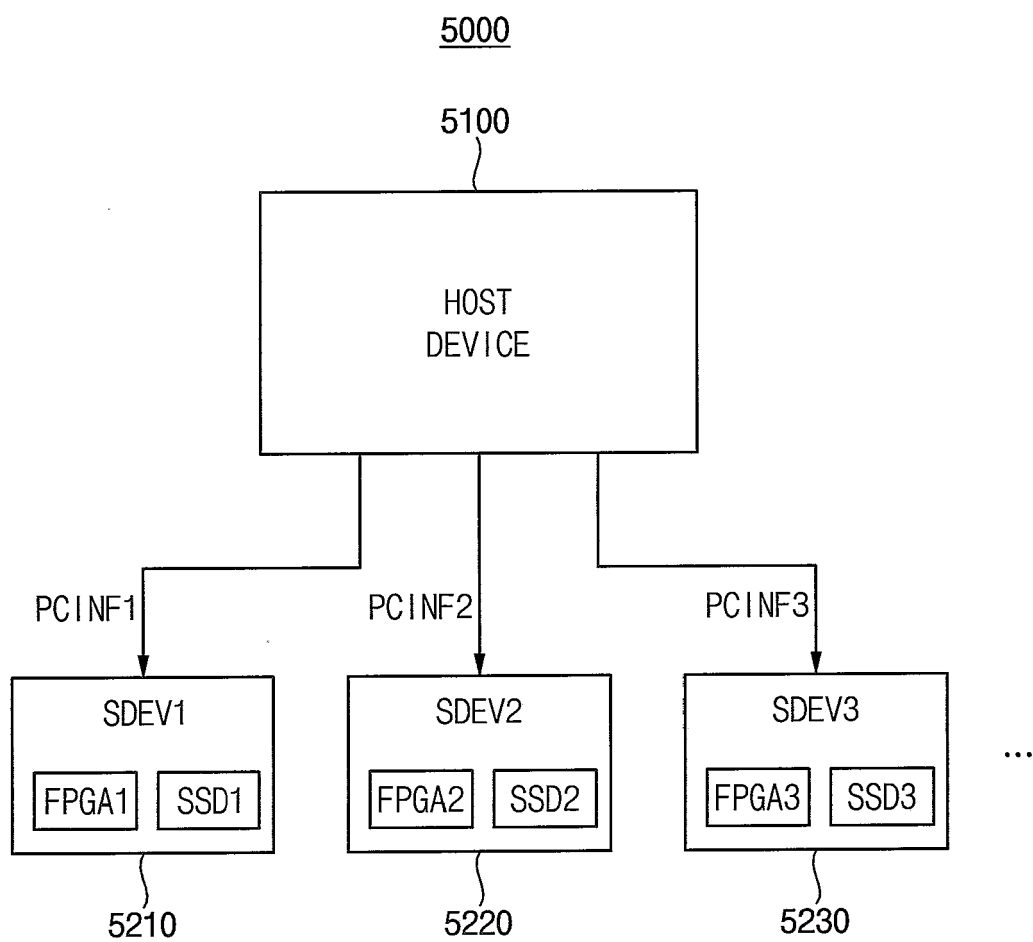 5000
5100
HOST
DEVICE
PCINF1
PCINF2
PCINF3
SDEV1
SDEV2
SDEV3
...
FPGA1
SSD1
FPGA2
SSD2
FPGA3
SSD3
5210
5220
5230